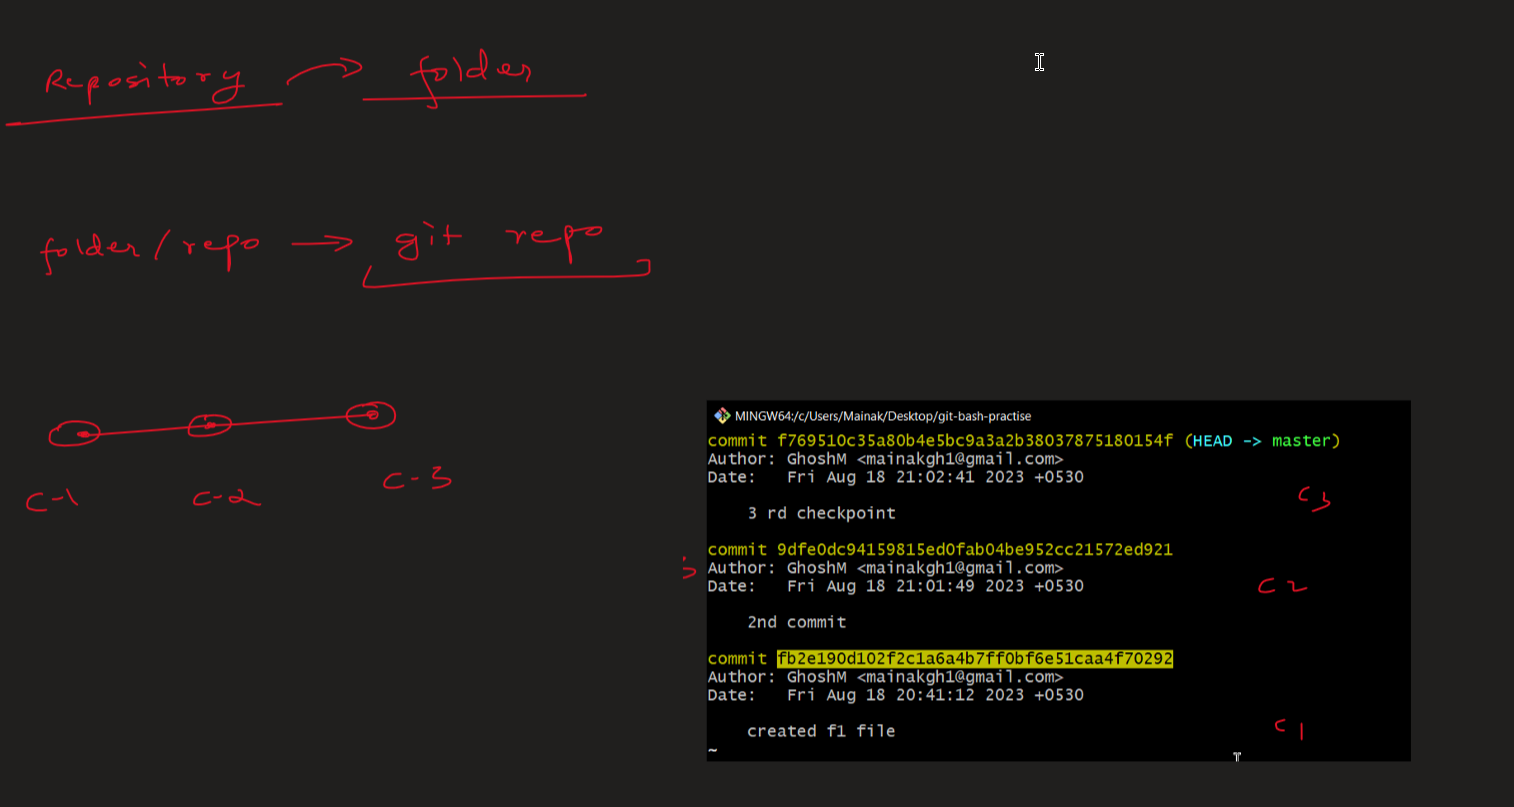 Repository → folder
folder / repo → git repo
C-1 C-2 C-3
MINGW64:/c/Users/Mainak/Desktop/git-bash-practise
commit f769510c35a80b4e5bc9a3a2b38037875180154f (HEAD -> master)
Author: GhoshM <mainakgh1@gmail.com>
Date:   Fri Aug 18 21:02:41 2023 +0530
C3
3 rd checkpoint
commit 9dfe0dc94159815ed0fab04be952cc21572ed921
Author: GhoshM <mainakgh1@gmail.com>
Date:   Fri Aug 18 21:01:49 2023 +0530
C2
2nd commit
commit fb2e190d102f2c1a6a4b7ff0bf6e51caa4f70292
Author: GhoshM <mainakgh1@gmail.com>
Date:   Fri Aug 18 20:41:12 2023 +0530
created f1 file
C1
~